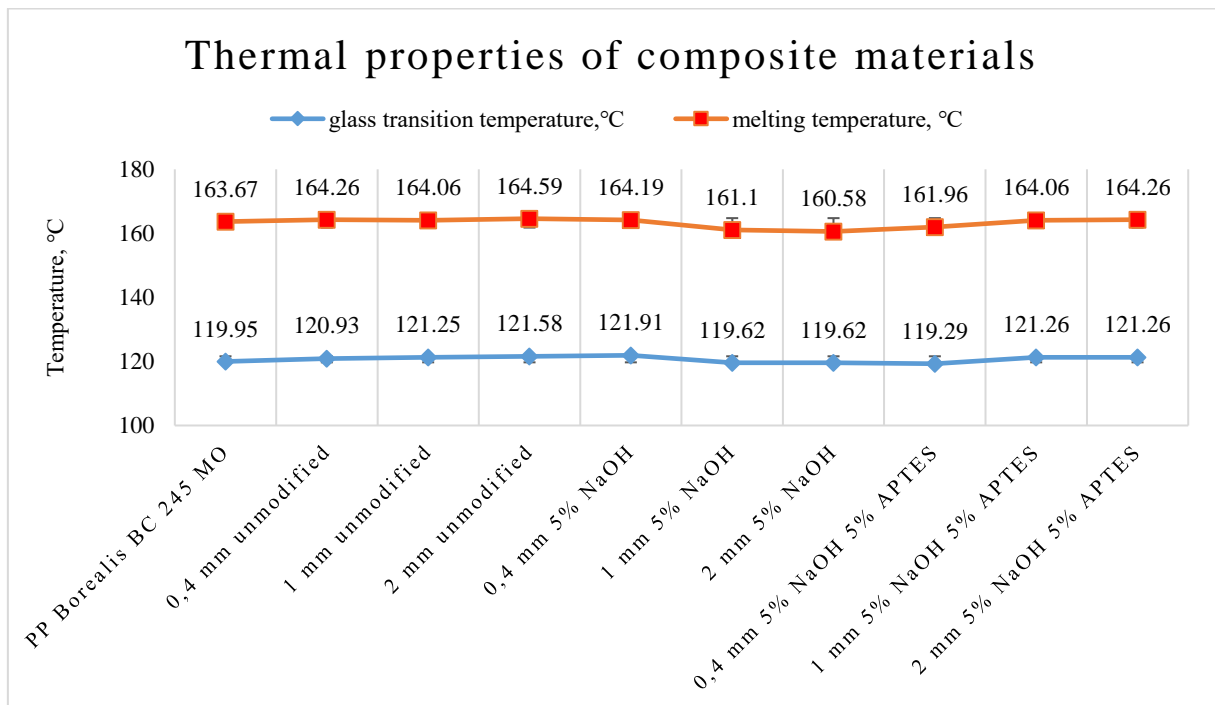 Thermal properties of composite materials
glass transition temperature,℃
melting temperature, ℃
Temperature, ℃
180
160
140
120
100
163.67
164.26
164.06
164.59
164.19
161.1
160.58
161.96
164.06
164.26
119.95
120.93
121.25
121.58
121.91
119.62
119.62
119.29
121.26
121.26
PP Borealis BC 245 MO
0,4 mm unmodified
1 mm unmodified
2 mm unmodified
0,4 mm 5% NaOH
1 mm 5% NaOH
2 mm 5% NaOH
0,4 mm 5% NaOH 5% APTES
1 mm 5% NaOH 5% APTES
2 mm 5% NaOH 5% APTES